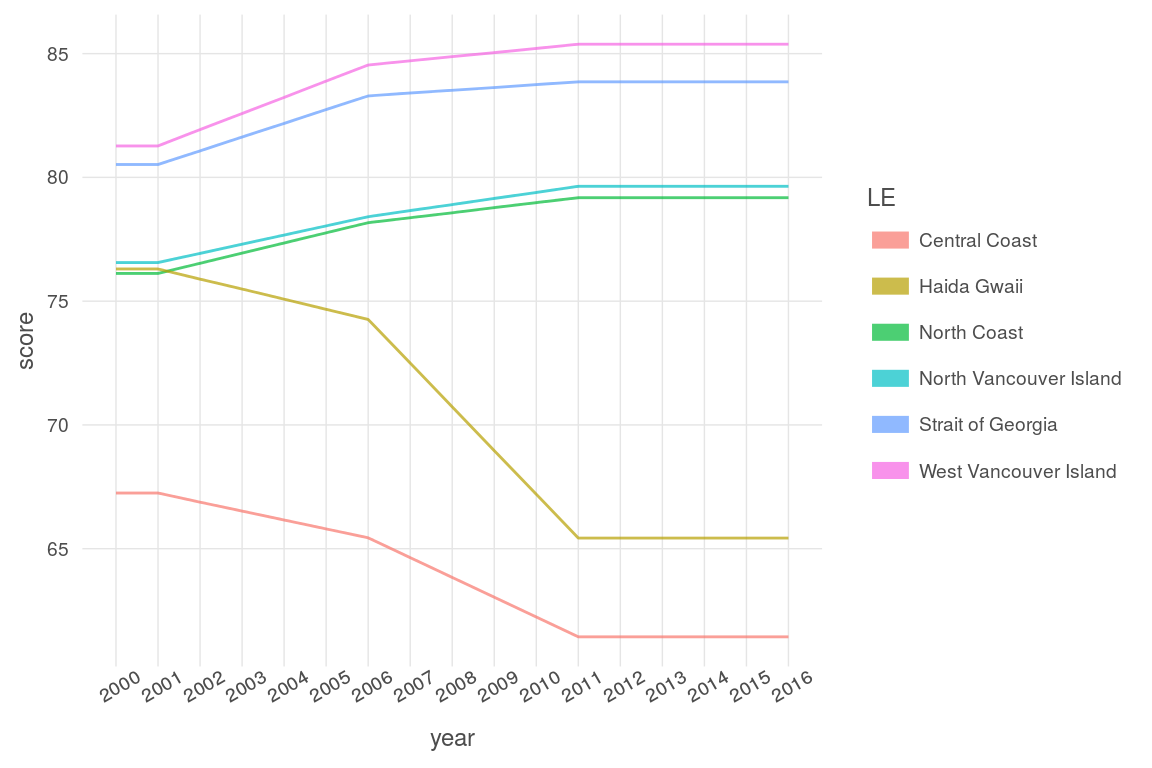 85
80
75
70
65
score
2000 2001 2002 2003 2004 2005 2006 2007 2008 2009 2010 2011 2012 2013 2014 2015 2016
year
LE
Central Coast
Haida Gwaii
North Coast
North Vancouver Island
Strait of Georgia
West Vancouver Island